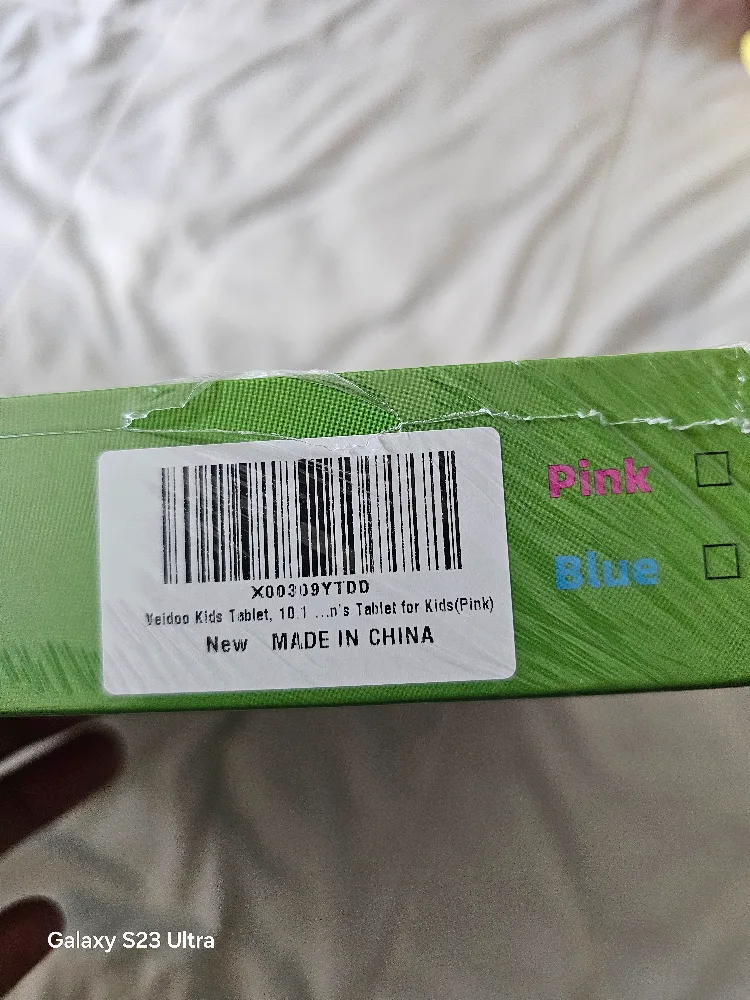 Pink
Blue
X00309YTDD
Veidoo Kids Tablet, 10.1 ...n's Tablet for Kids(Pink)
New MADE IN CHINA
Galaxy S23 Ultra